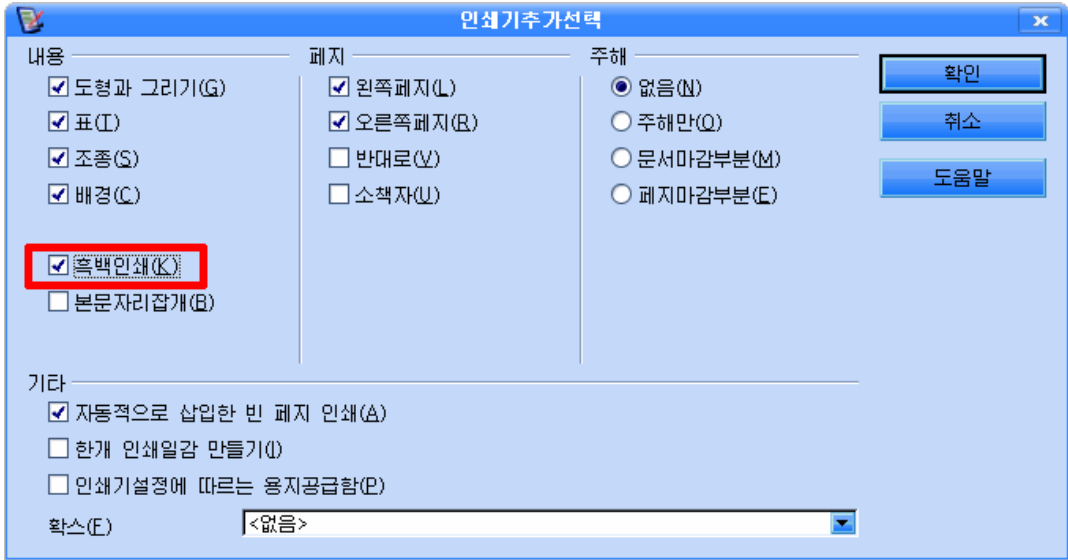 인쇄기추가선택
내용
도형과 그리기(G)
표(T)
조종(S)
배경(C)
흑백인쇄(K)
본문자리잡개(B)
페지
왼쪽페지(L)
오른쪽페지(R)
반대로(V)
소책자(U)
주해
없음(N)
주해만(O)
문서마감부분(M)
페지마감부분(E)
확인
취소
도움말
기타
자동적으로 삽입한 빈 페지 인쇄(A)
한개 인쇄일감 만들기(I)
인쇄기설정에 따르는 용지공급함(P)
확스(F)
<없음>